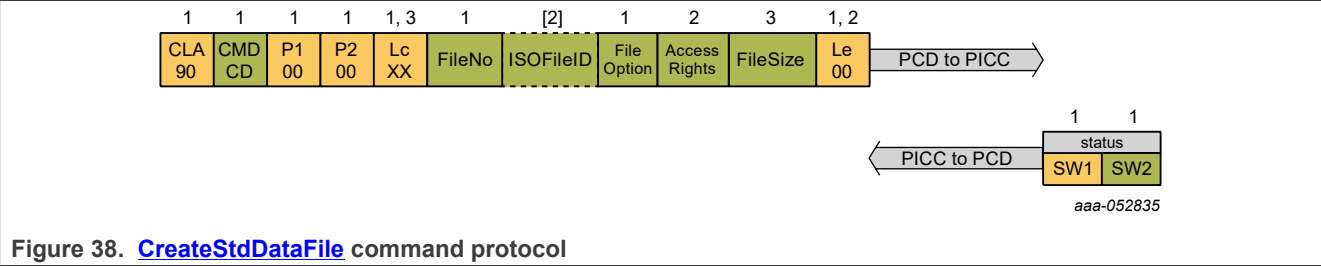 1 1 1 1 1, 3 1 [2] 1 2 3 1, 2
CLA 90 CMD CD P1 00 P2 00 Lc XX FileNo ISOFileID File Option Access Rights FileSize Le 00 PCD to PICC
1 1
status
PICC to PCD SW1 SW2
aaa-052835
Figure 38. CreateStdDataFile command protocol